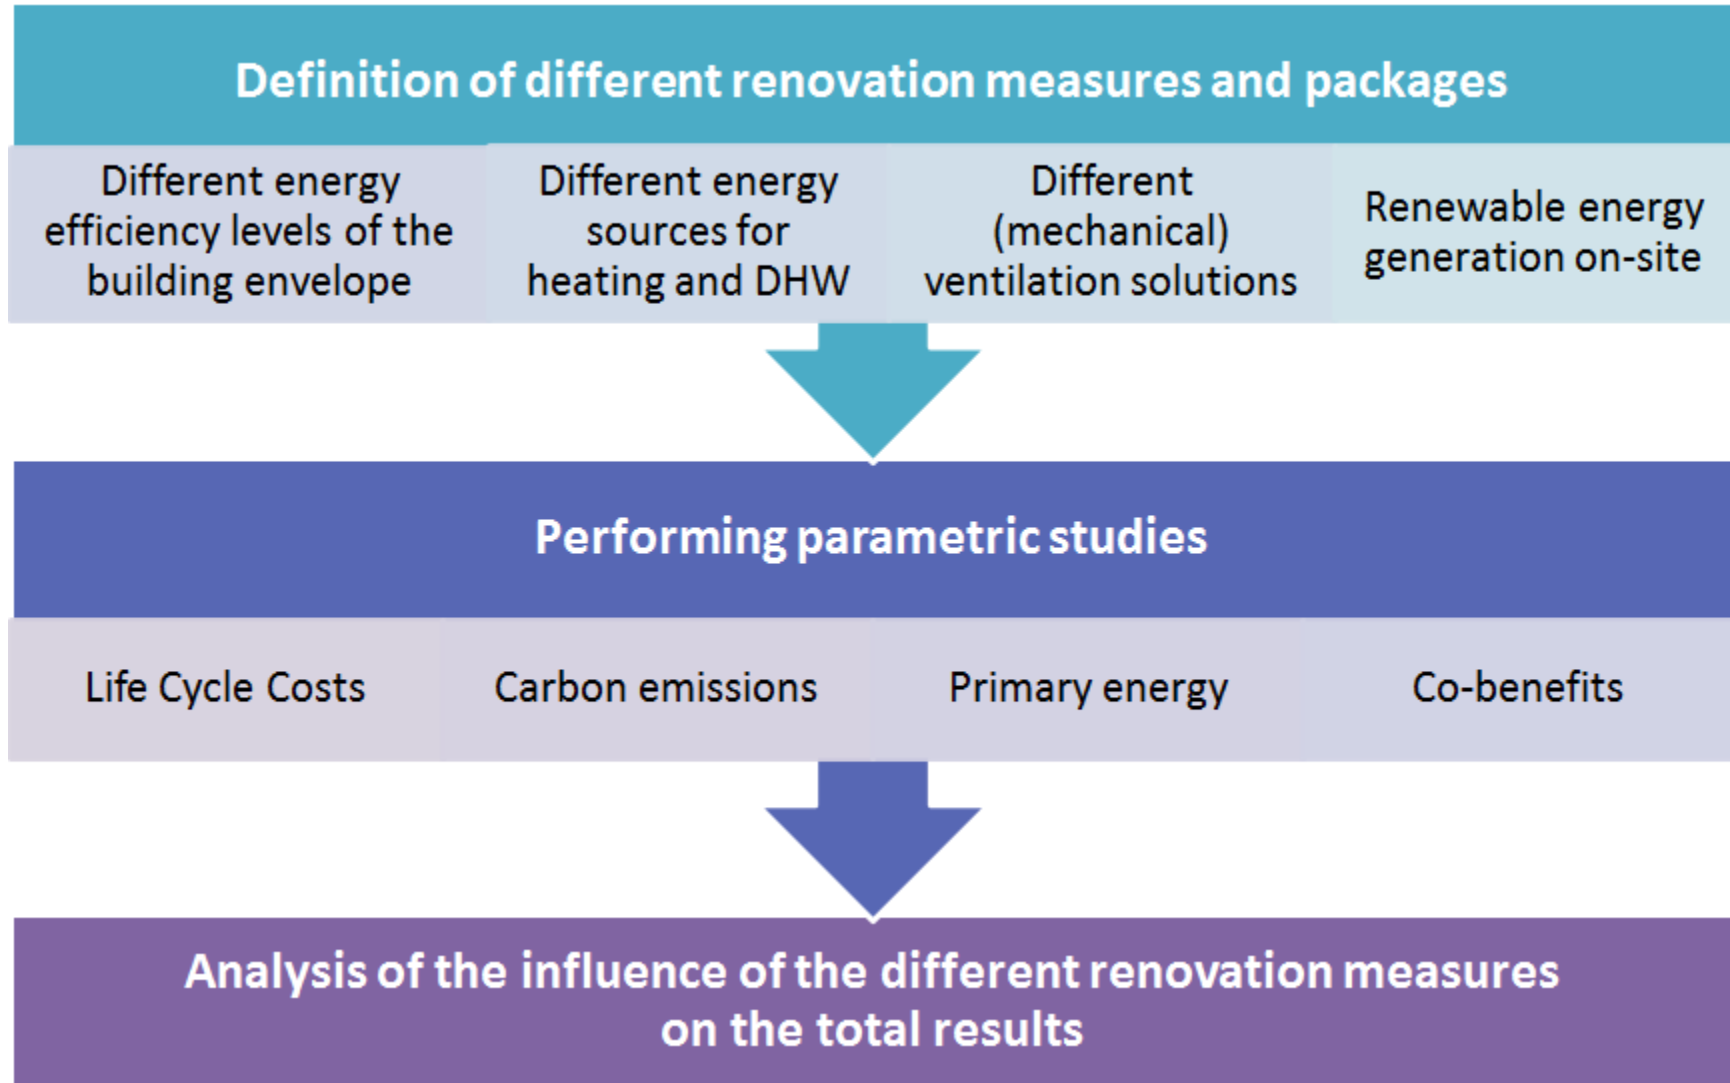 Definition of different renovation measures and packages
Different energy
efficiency levels of the
building envelope
Different energy
sources for
heating and DHW
Different
(mechanical)
ventilation solutions
Renewable energy
generation on-site
Performing parametric studies
Life Cycle Costs
Carbon emissions
Primary energy
Co-benefits
Analysis of the influence of the different renovation measures
on the total results